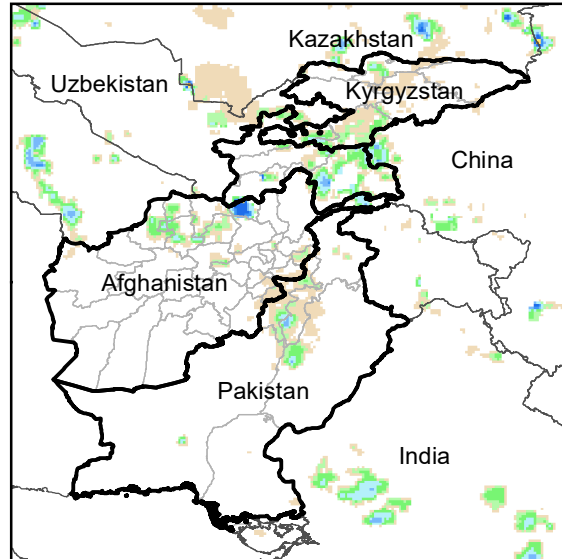 Kazakhstan
Uzbekistan
Kyrgyzstan
China
Afghanistan
Pakistan
India